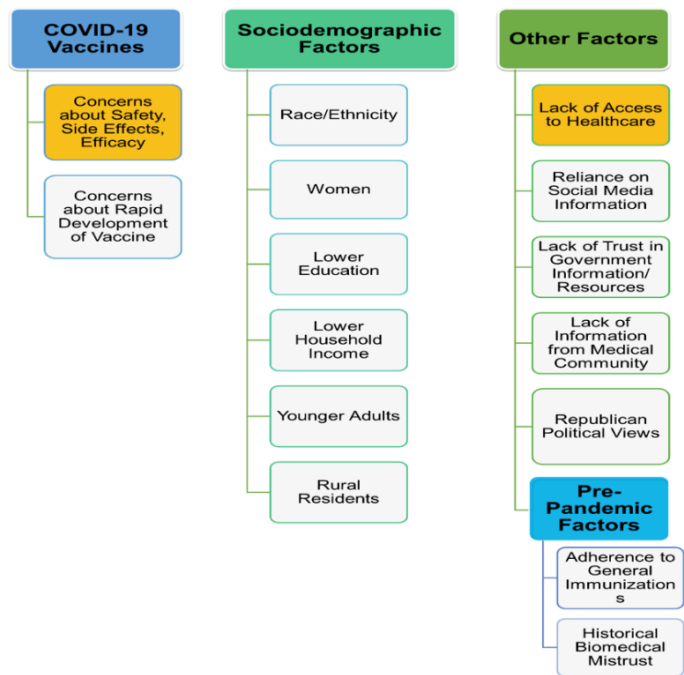 COVID-19
Vaccines
Concerns
about Safety,
Side Effects,
Efficacy
Concerns
about Rapid
Development
of Vaccine
Sociodemographic
Factors
Race/Ethnicity
Women
Lower
Education
Lower
Household
Income
Younger Adults
Rural
Residents
Other Factors
Lack of Access
to Healthcare
Reliance on
Social Media
Information
Lack of Trust in
Government
Information/
Resources
Lack of
Information
from Medical
Community
Republican
Political Views
Pre-
Pandemic
Factors
Adherence to
General
Immunization
s
Historical
Biomedical
Mistrust